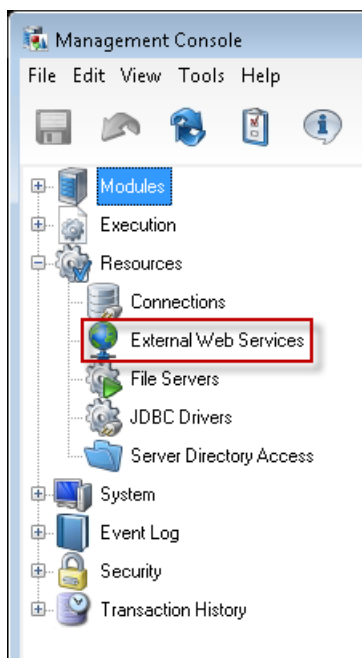 Management Console
File Edit View Tools Help
Modules
Execution
Resources
Connections
External Web Services
File Servers
JDBC Drivers
Server Directory Access
System
Event Log
Security
Transaction History